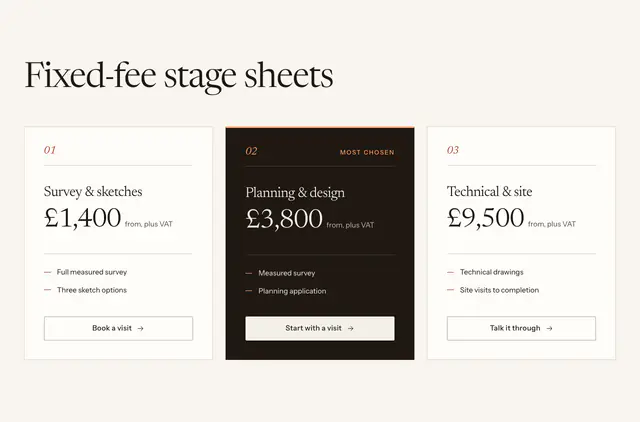 Fixed-fee stage sheets
01
Survey & sketches
£1,400 from, plus VAT
— Full measured survey
— Three sketch options
Book a visit →
02 MOST CHOSEN
Planning & design
£3,800 from, plus VAT
— Measured survey
— Planning application
Start with a visit →
03
Technical & site
£9,500 from, plus VAT
— Technical drawings
— Site visits to completion
Talk it through →